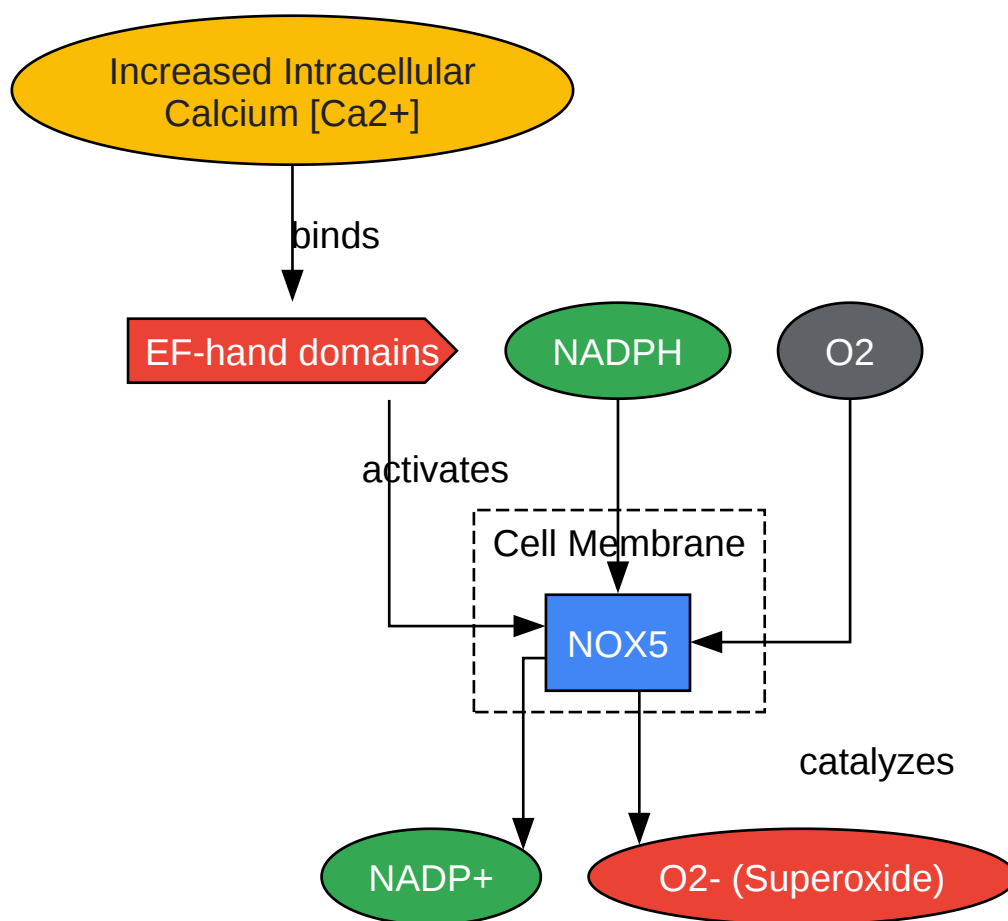 Increased Intracellular
Calcium [Ca2+]
binds
EF-hand domains
NADPH
O2
activates
Cell Membrane
NOX5
catalyzes
NADP+
O2- (Superoxide)